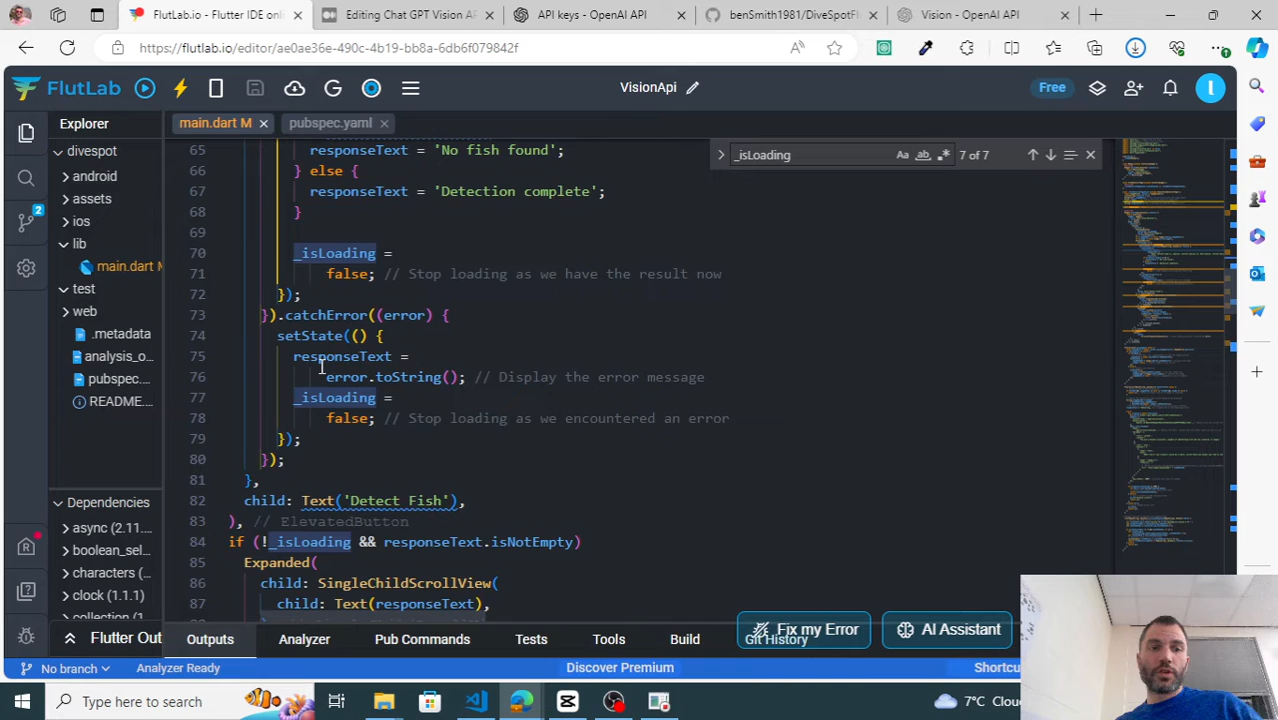 FlutLab.io - Flutter IDE onli
Editing Chat GPT Vision AP
API keys - OpenAI API
benSmith1981/DiveSpotFl
Vision - OpenAI API
https://flutlab.io/editor/ae0ae36e-490c-4b19-bb8a-6db6f079842f
FlutLab
VisionApi
Free
l
Explorer
main.dart M
pubspec.yaml
divespot
android
assets
ios
lib
main.dart M
test
web
.metadata
analysis_o...
pubspec....
README....
Dependencies
async (2.11....
boolean_sel...
characters (...
clock (1.1.1)
Flutter Out
2
_isLoading
Aa
ab
7 of 7
65 responseText = 'No fish found';
66 } else {
67 responseText = 'Detection complete';
68 }
69
70 _isLoading =
71 false; // Stop loading as we have the result now
72 });
73 }).catchError((error) {
74 setState(() {
75 responseText =
76 error.toString(); // Display the error message
77 _isLoading =
78 false; // Stop loading as we encountered an error
79 });
80 });
81 },
82 child: Text('Detect Fish'),
83 ), // ElevatedButton
84 if (!_isLoading && responseText.isNotEmpty)
85 Expanded(
86 child: SingleChildScrollView(
87 child: Text(responseText),
Fix my Error
AI Assistant
Outputs
Analyzer
Pub Commands
Tests
Tools
Build
Git History
No branch
Analyzer Ready
Discover Premium
Shortcu
Type here to search
7°C
Clou